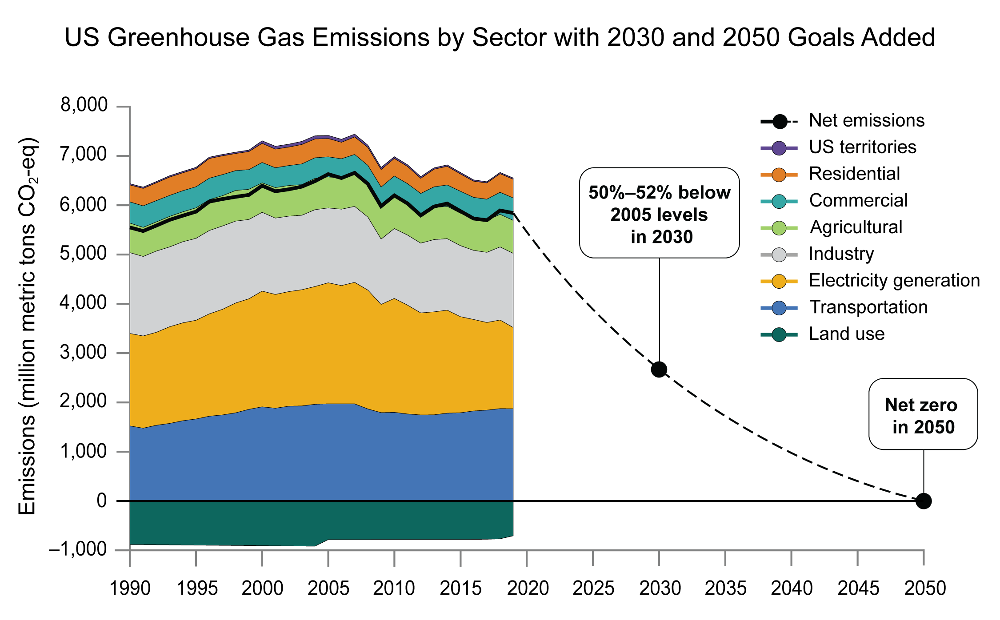 US Greenhouse Gas Emissions by Sector with 2030 and 2050 Goals Added
Emissions (million metric tons CO₂-eq)
8,000
7,000
6,000
5,000
4,000
3,000
2,000
1,000
0
–1,000
1990 1995 2000 2005 2010 2015 2020 2025 2030 2035 2040 2045 2050
50%–52% below
2005 levels
in 2030
Net zero
in 2050
Net emissions
US territories
Residential
Commercial
Agricultural
Industry
Electricity generation
Transportation
Land use